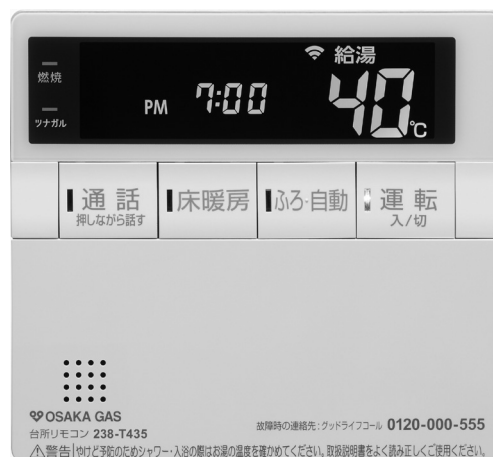 給湯
燃焼
ツナガル
PM 7:00 40℃
通話
押しながら話す
床暖房
ふろ・自動
運転
入/切
OSAKA GAS
台所リモコン 238-T435
故障時の連絡先:グッドライフコール 0120-000-555
警告 やけど予防のためシャワー・入浴の際はお湯の温度を確かめてください。取扱説明書をよく読み正しくご使用ください。